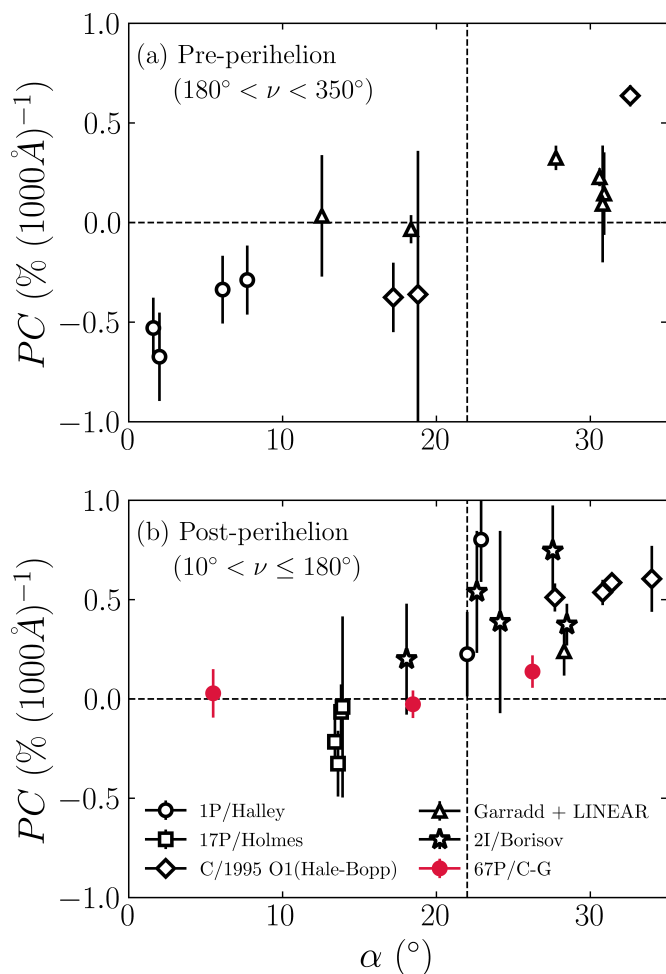 1.0
(a) Pre-perihelion
(180° < ν < 350°)
0.5
0.0
−0.5
−1.0
PC (% (1000Å)⁻¹)
0
10
20
30
1.0
(b) Post-perihelion
(10° < ν ≤ 180°)
0.5
0.0
−0.5
−1.0
PC (% (1000Å)⁻¹)
1P/Halley
17P/Holmes
C/1995 O1(Hale-Bopp)
Garradd + LINEAR
2I/Borisov
67P/C-G
0
10
20
30
α (°)